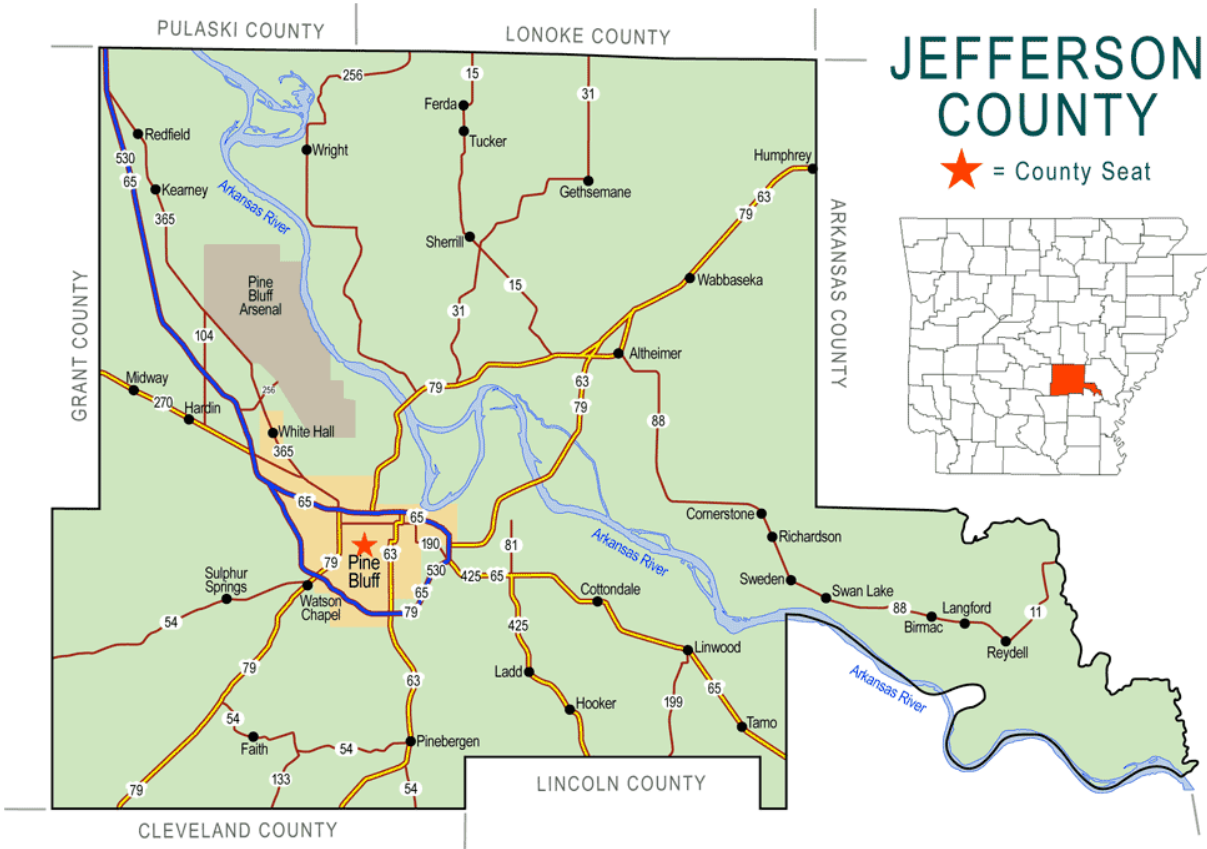 PULASKI COUNTY
LONOKE COUNTY
JEFFERSON
COUNTY
= County Seat
256
15
31
Ferda
Tucker
Redfield
Wright
Humphrey
530
65
Kearney
Gethsemane
63
79
Arkansas River
365
Sherrill
ARKANSAS COUNTY
Wabbaseka
Pine
Bluff
Arsenal
15
31
GRANT COUNTY
104
Altheimer
Midway
270
Hardin
256
79
63
79
88
White Hall
365
65
65
Cornerstone
Richardson
Arkansas River
63
190
81
79
Pine
Bluff
530
425
65
Sulphur
Springs
Watson
Chapel
65
79
Cottondale
Sweden
Swan Lake
88
Langford
Birmac
11
Reydell
54
425
Linwood
79
63
Ladd
65
Arkansas River
199
Hooker
54
Faith
54
Pinebergen
Tamo
133
79
54
LINCOLN COUNTY
CLEVELAND COUNTY